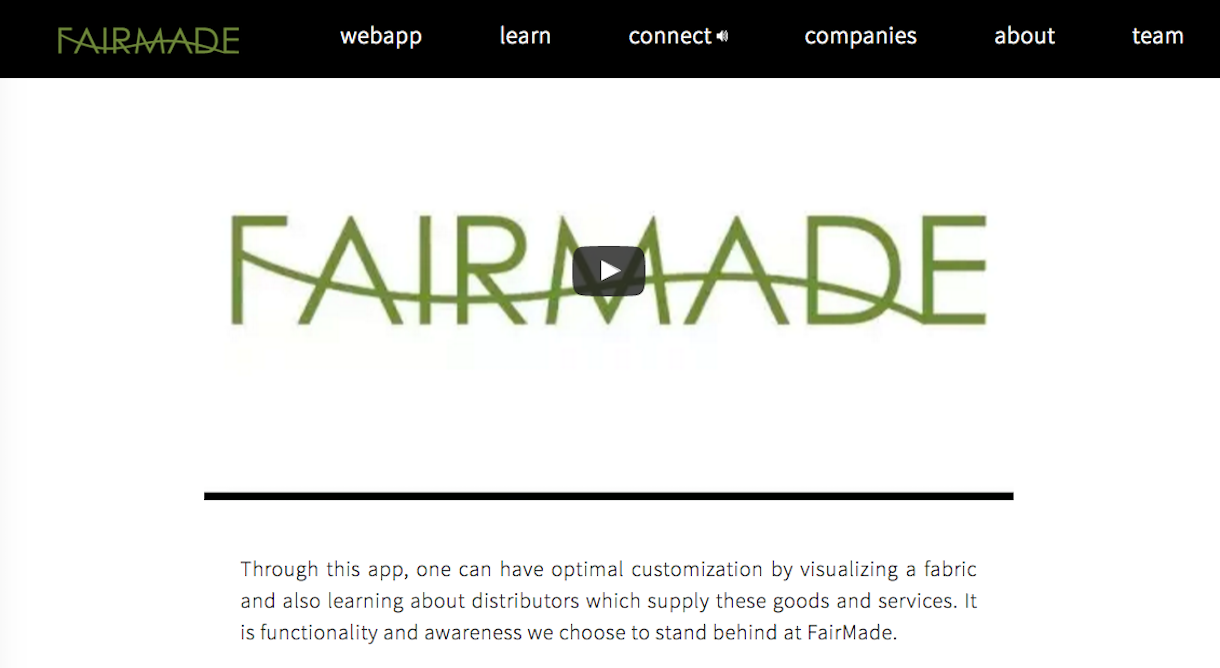 FAIRMADE webapp learn connect companies about team
FAIRMADE
Through this app, one can have optimal customization by visualizing a fabric
and also learning about distributors which supply these goods and services. It
is functionality and awareness we choose to stand behind at FairMade.